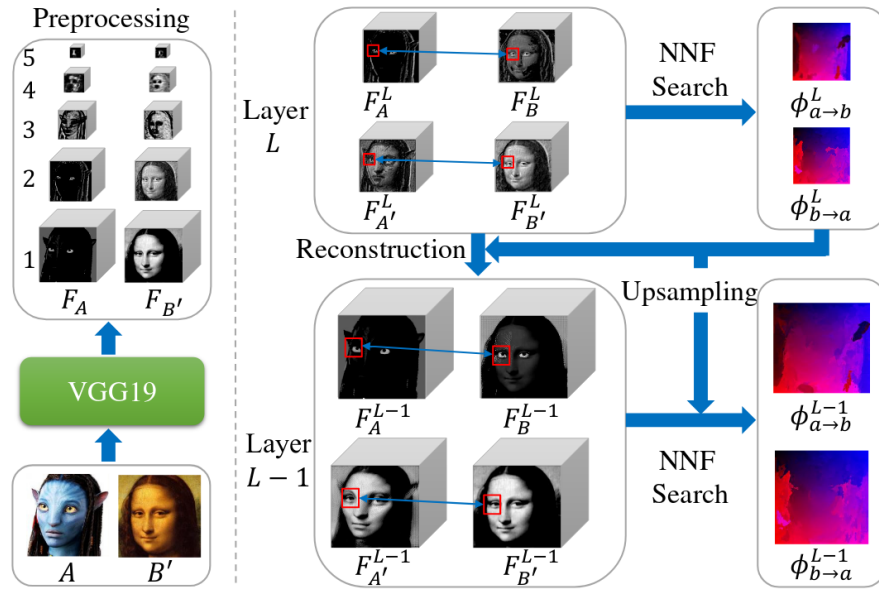 Preprocessing
5
4
3
2
1
F_A F_{B'}
VGG19
A B'
Layer
L
F_A^L F_B^L
F_{A'}^L F_{B'}^L
NNF
Search
ϕ_{a→b}^L
ϕ_{b→a}^L
Reconstruction
Upsampling
Layer
L − 1
F_A^{L-1} F_B^{L-1}
F_{A'}^{L-1} F_{B'}^{L-1}
NNF
Search
ϕ_{a→b}^{L-1}
ϕ_{b→a}^{L-1}